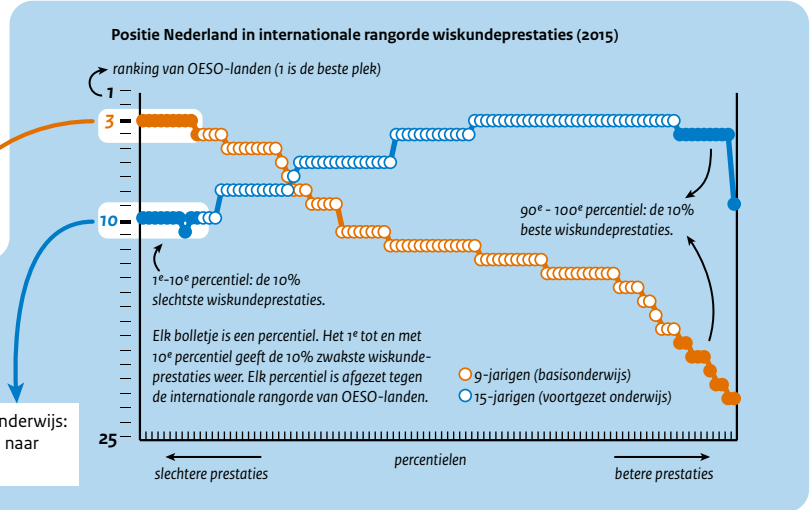 Positie Nederland in internationale rangorde wiskundeprestaties (2015)
ranking van OESO-landen (1 is de beste plek)
1
3
10
90e - 100e percentiel: de 10%
beste wiskundeprestaties.
1e-10e percentiel: de 10%
slechtste wiskundeprestaties.
Elk bolletje is een percentiel. Het 1e tot en met
10e percentiel geeft de 10% zwakste wiskunde-
prestaties weer. Elk percentiel is afgezet tegen
de internationale rangorde van OESO-landen.
9-jarigen (basisonderwijs)
15-jarigen (voortgezet onderwijs)
nderwijs:
naar
25
slechtere prestaties
percentielen
betere prestaties